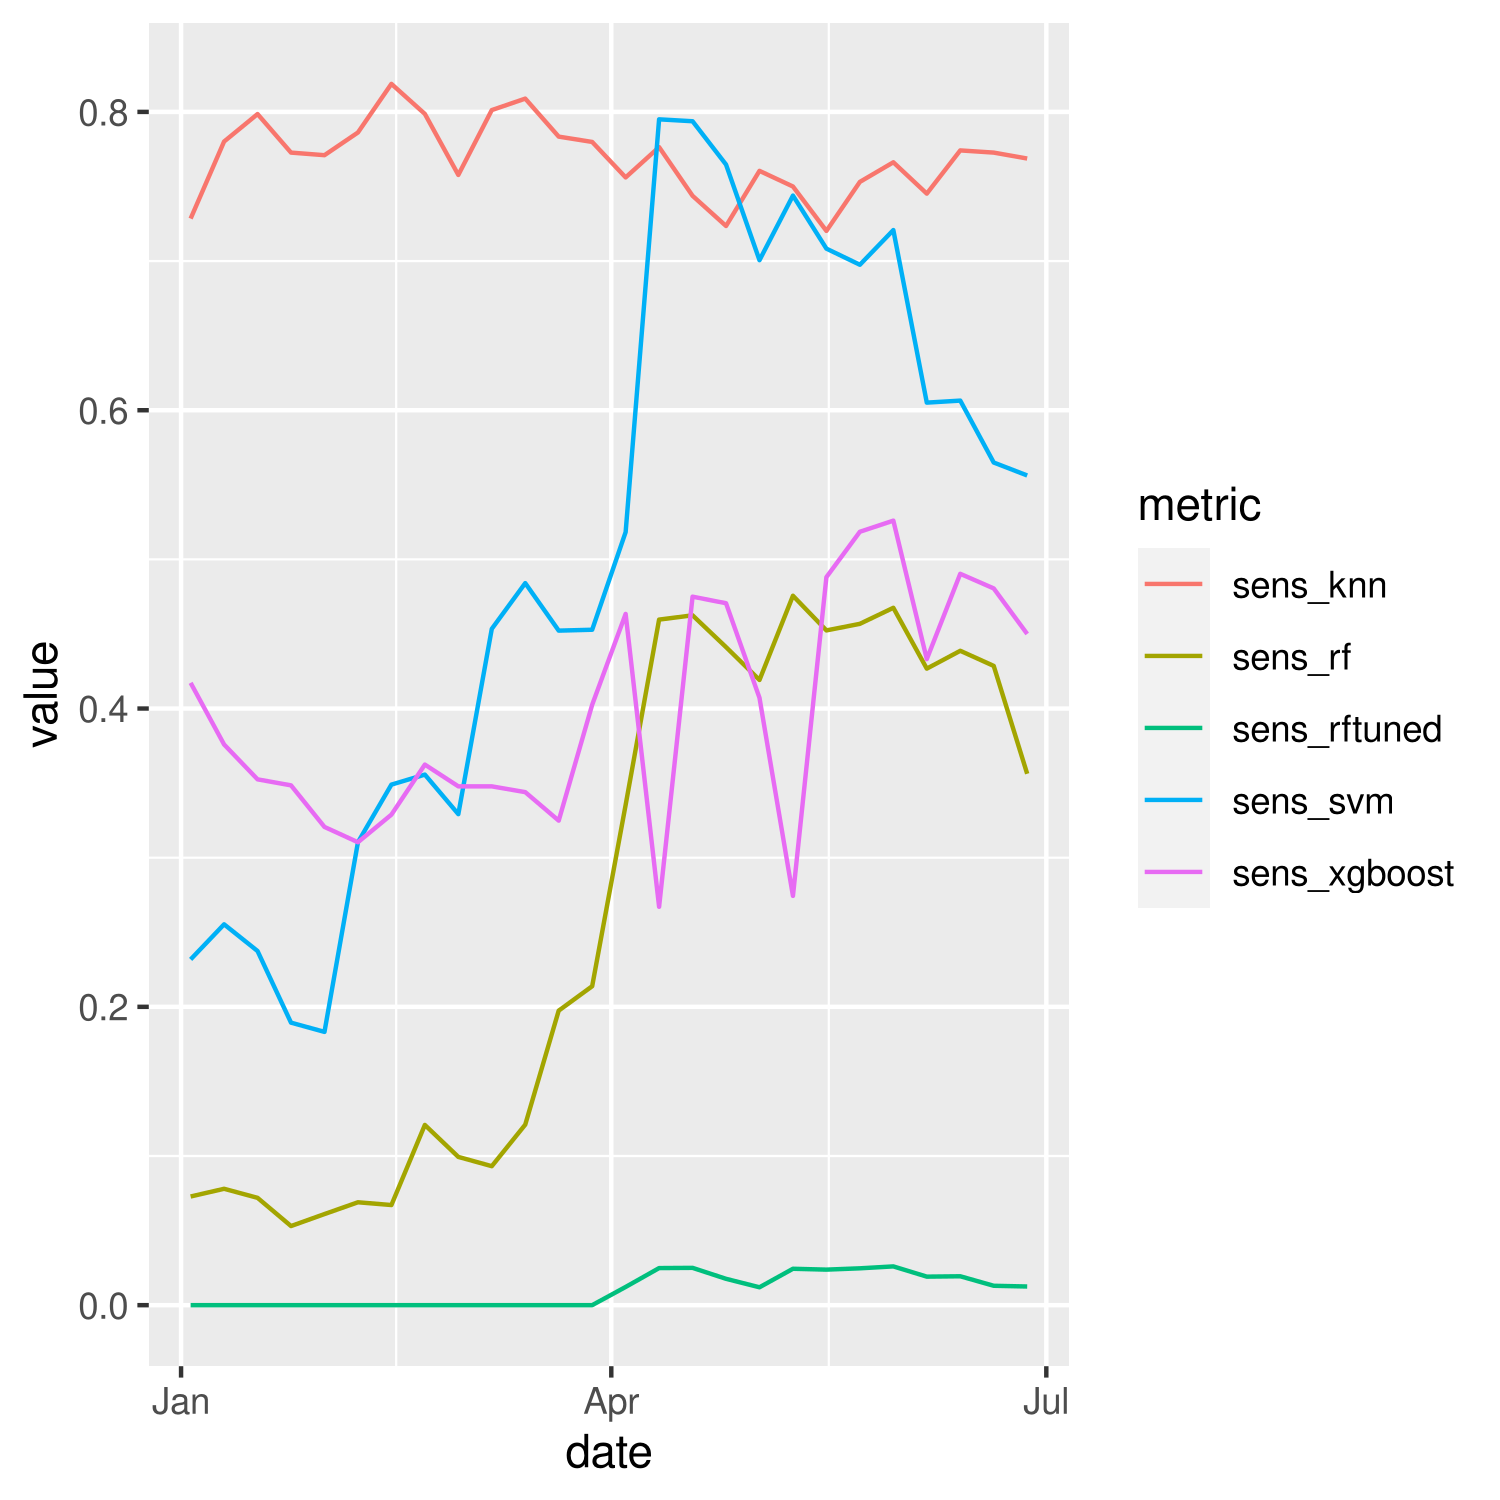 value
0.8
0.6
0.4
0.2
0.0
Jan
Apr
Jul
date
metric
sens_knn
sens_rf
sens_rftuned
sens_svm
sens_xgboost